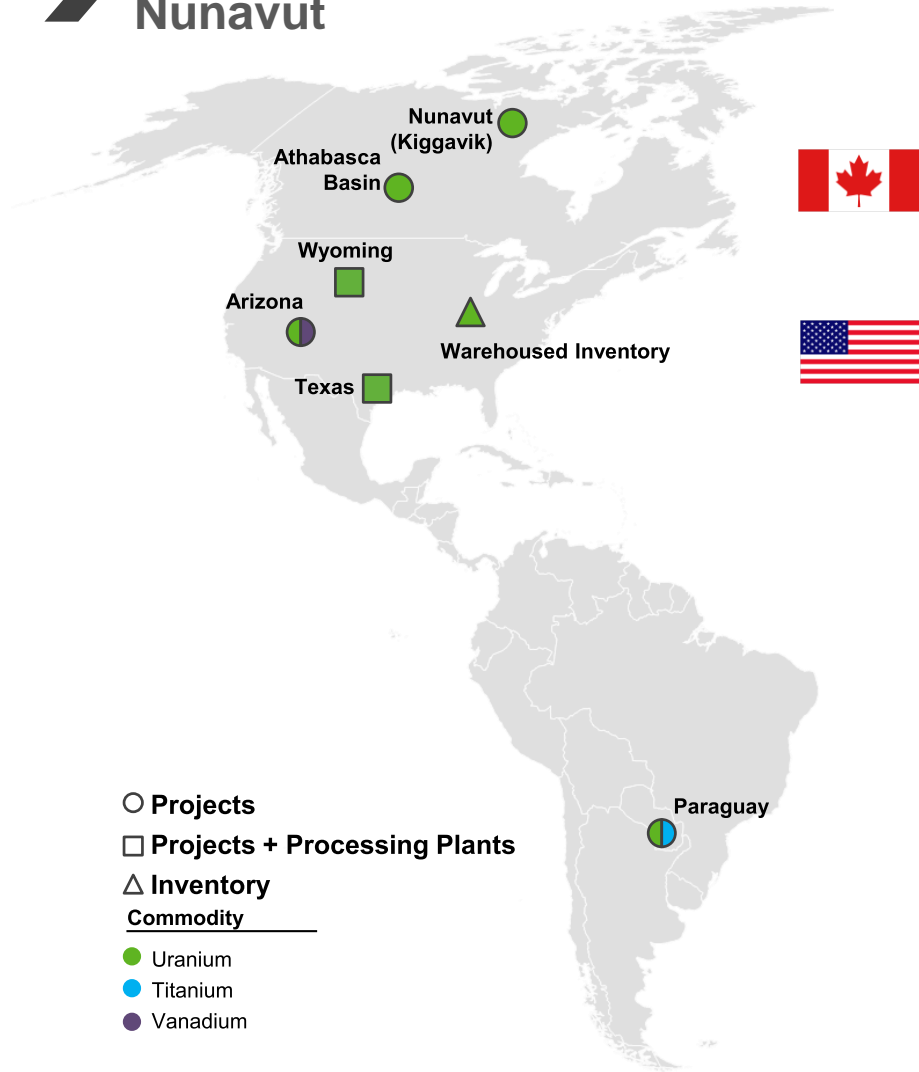 Nunavut
Nunavut
(Kiggavik)
Athabasca
Basin
Wyoming
Arizona
Warehoused Inventory
Texas
Paraguay
Projects
Projects + Processing Plants
Inventory
Commodity
Uranium
Titanium
Vanadium